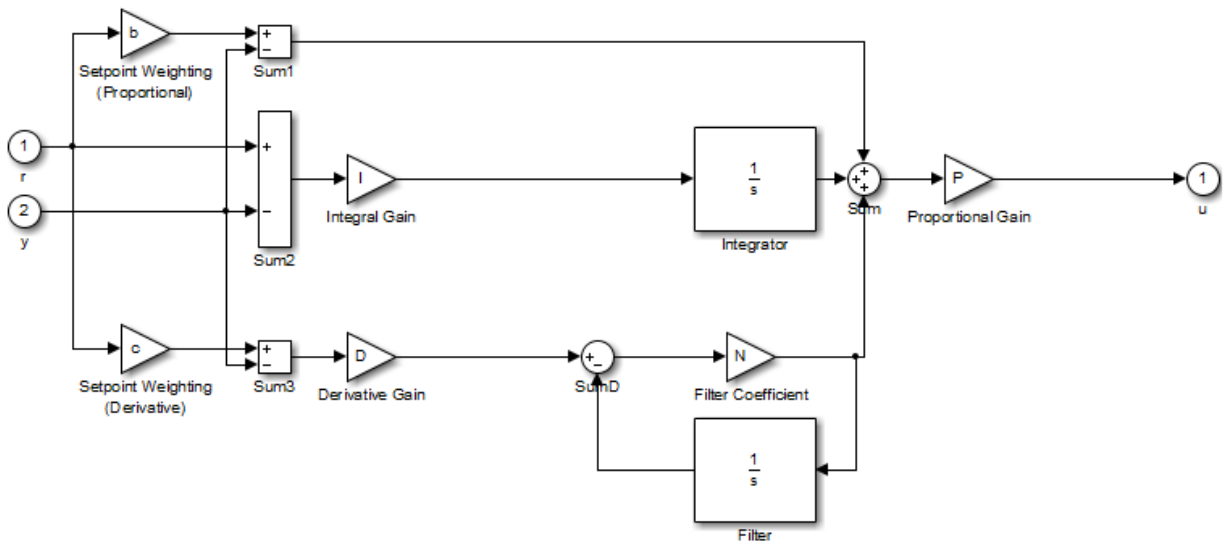 b
+
−
Setpoint Weighting
(Proportional)
Sum1
1
r
+
I
1
s
+
+
+
Sum
P
1
u
2
y
−
Integral Gain
Integrator
Proportional Gain
Sum2
c
+
−
D
+
−
N
Setpoint Weighting
(Derivative)
Sum3
Derivative Gain
SumD
Filter Coefficient
1
s
Filter